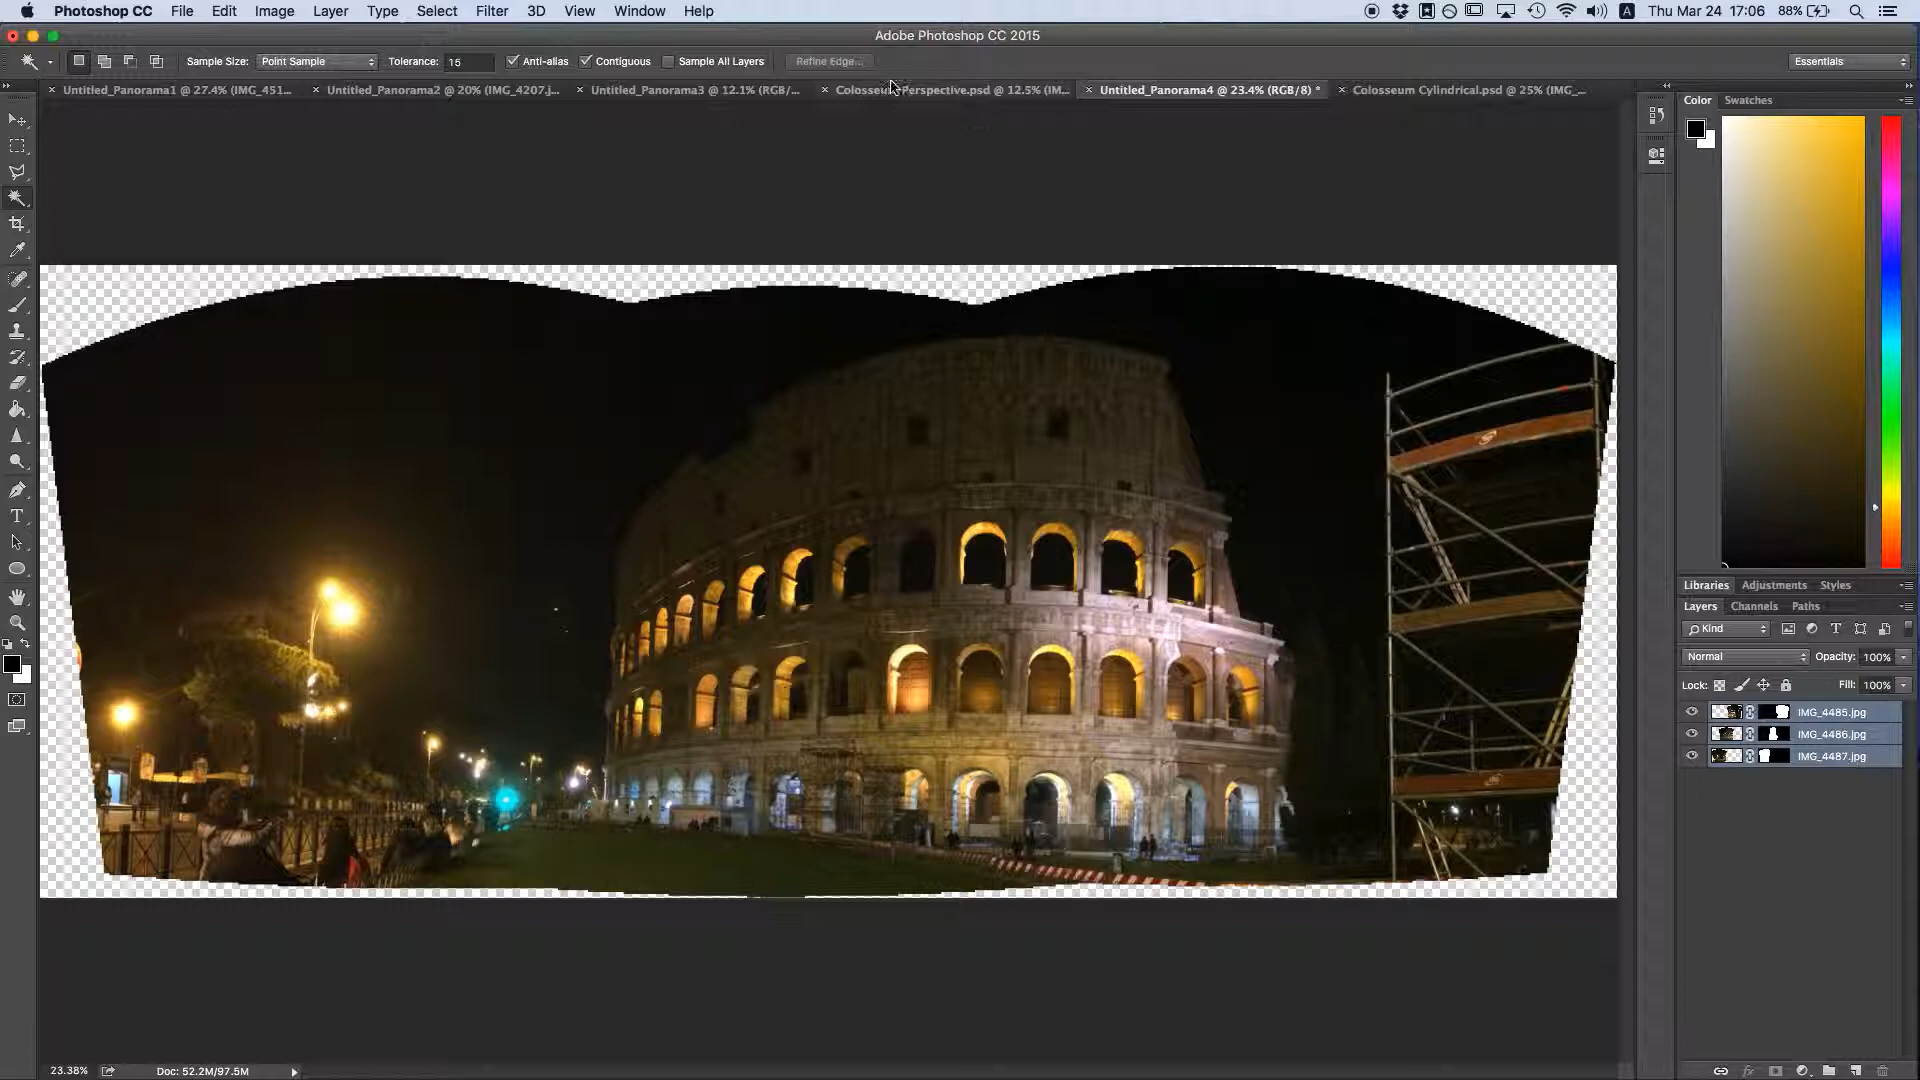 Photoshop CC File Edit Image Layer Type Select Filter 3D View Window Help A Thu Mar 24 17:06 88%
Adobe Photoshop CC 2015
Sample Size: Point Sample Tolerance: 15 Anti-alias Contiguous Sample All Layers Refine Edge... Essentials
Untitled_Panorama1 @ 27.4% (IMG_451... Untitled_Panorama2 @ 20% (IMG_4207.j... Untitled_Panorama3 @ 12.1% (RGB/... Colosseum Perspective.psd @ 12.5% (IM... Untitled_Panorama4 @ 23.4% (RGB/8) * Colosseum Cylindrical.psd @ 25% (IMG_...
Color Swatches
Libraries Adjustments Styles
Layers Channels Paths
Kind
Normal Opacity: 100%
Lock: Fill: 100%
IMG_4485.jpg
IMG_4486.jpg
IMG_4487.jpg
23.38% Doc: 52.2M/97.5M